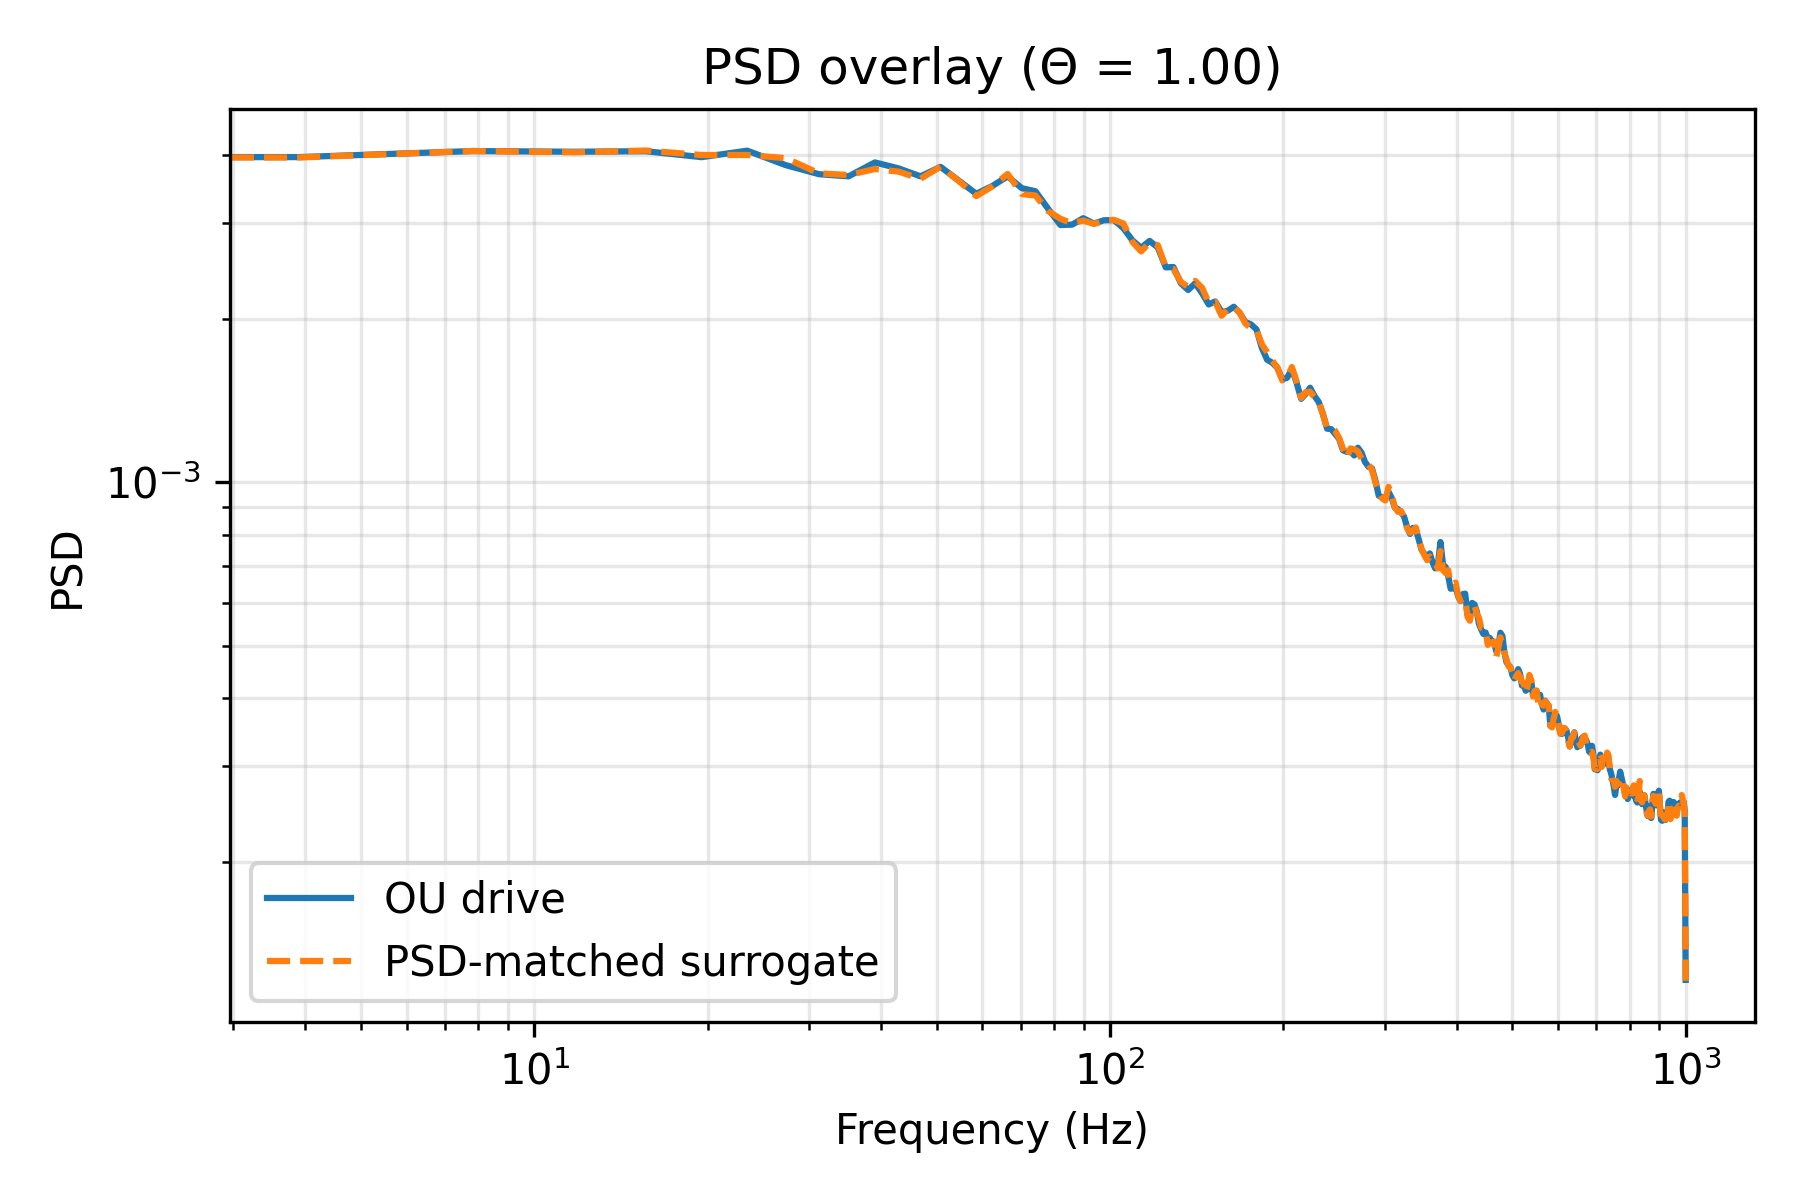 PSD overlay (Θ = 1.00)
PSD
10⁻³
OU drive
PSD-matched surrogate
10¹
10²
10³
Frequency (Hz)